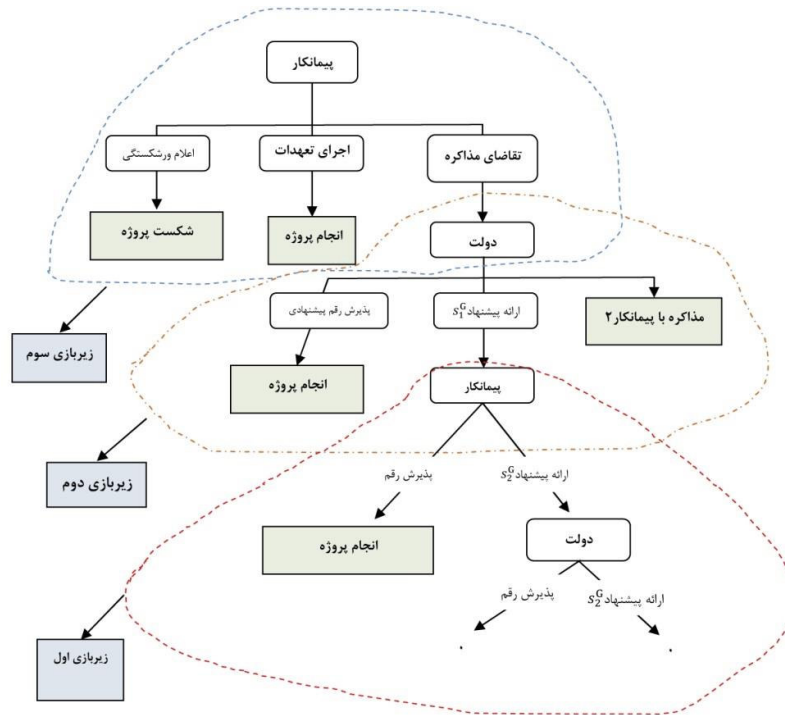 پیمانکار
تقاضای مذاکره
اجرای تعهدات
اعلام ورشکستگی
دولت
انجام پروژه
شکست پروژه
مذاکره با پیمانکار۲
ارائه پیشنهاد S₁ᴳ
پذیرش رقم پیشنهادی
زیربازی سوم
پیمانکار
انجام پروژه
ارائه پیشنهاد S₂ᴳ
پذیرش رقم
زیربازی دوم
دولت
انجام پروژه
ارائه پیشنهاد S₂ᴳ
پذیرش رقم
زیربازی اول